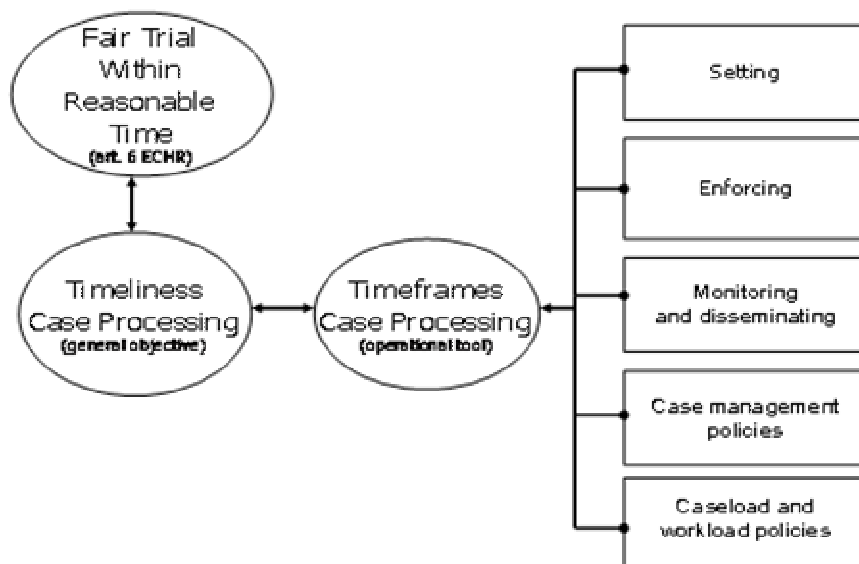 Fair Trial
Within
Reasonable
Time
(art. 6 ECHR)
Timeliness
Case Processing
(general objective)
Timeframes
Case Processing
(operational tool)
Setting
Enforcing
Monitoring
and disseminating
Case management
policies
Caseload and
workload policies